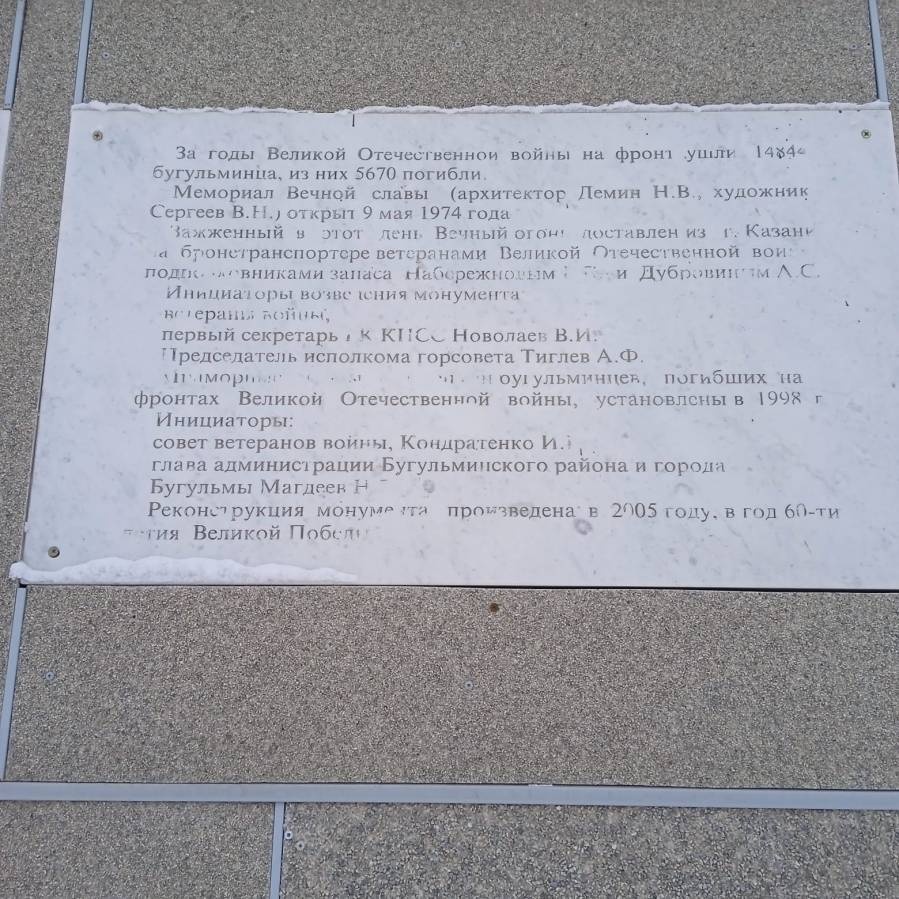 За годы Великой Отечественной войны на фронт ушли
бугульминца, из них 5670 погибли.
Мемориал Вечной славы (архитектор Демин Н.В., художник
Сергеев В.Н.) открыт 9 мая 1974 года
Зажженный в этот день Вечный огонь доставлен из г. Казани
на бронетранспортере ветеранами Великой Отечественной войны
подполковниками запаса Набережновым и Дубровиным А.С.
Инициаторы возведения монумента
ветераны войны,
первый секретарь ГК КПСС Новолаев В.И.
Председатель исполкома горсовета Тиглев А.Ф.
бугульминцев, погибших на
фронтах Великой Отечественной войны, установлены в 1998 г
Инициаторы:
совет ветеранов войны, Кондратенко И.
глава администрации Бугульминского района и города
Бугульмы Магдеев Н
Реконструкция монумента произведена в 2005 году, в год 60-ти
летия Великой Победы